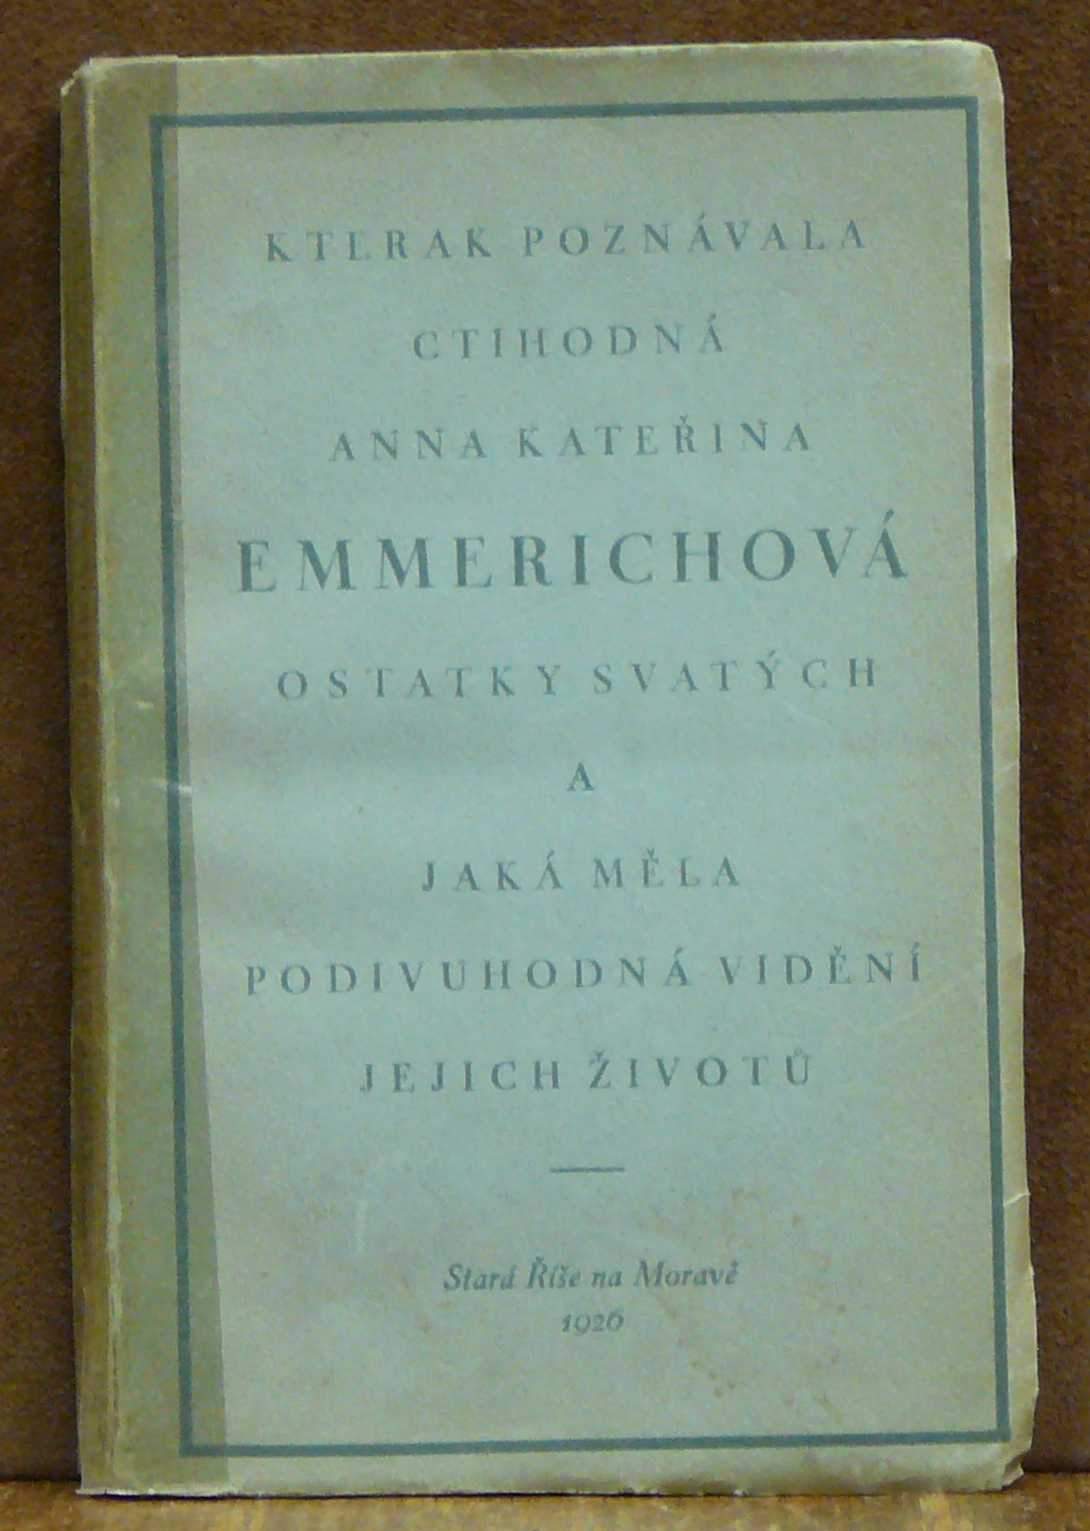 KTERAK POZNÁVALA
CTIHODNÁ
ANNA KATEŘINA
EMMERICHOVÁ
OSTATKY SVATÝCH
A
JAKÁ MĚLA
PODIVUHODNÁ VIDĚNÍ
JEJICH ŽIVOTŮ
Stará Říše na Moravě
1926